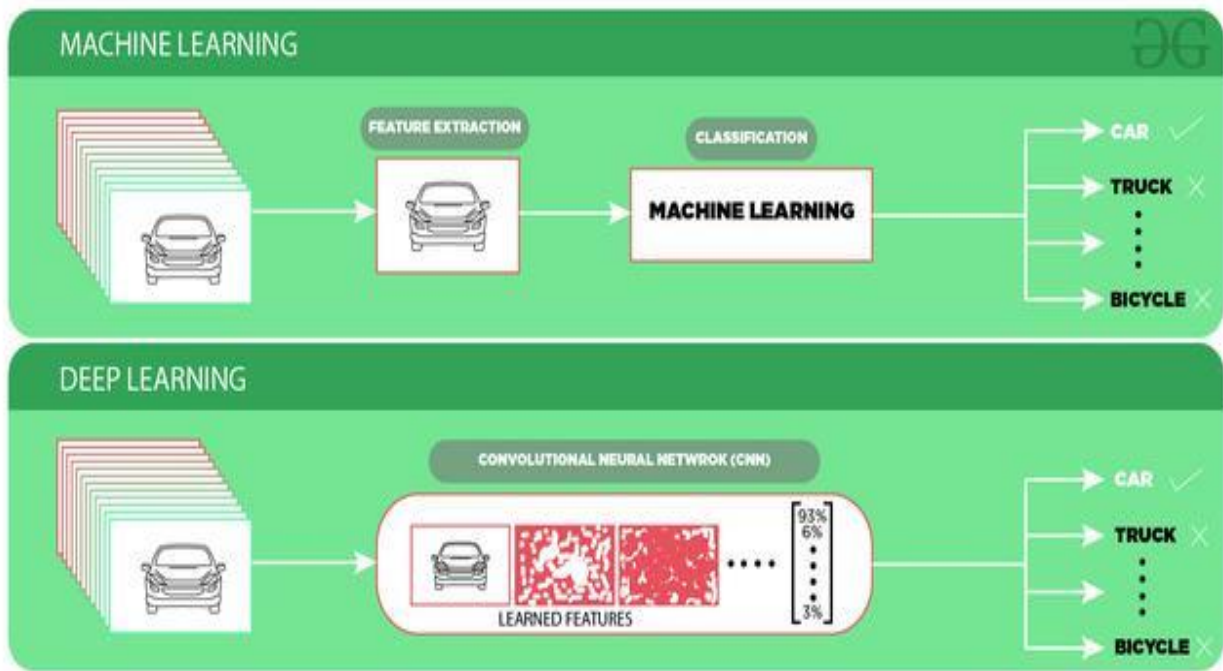 MACHINE LEARNING
FEATURE EXTRACTION
CLASSIFICATION
MACHINE LEARNING
CAR
TRUCK
BICYCLE
DEEP LEARNING
CONVOLUTIONAL NEURAL NETWROK (CNN)
93%
6%
3%
LEARNED FEATURES
CAR
TRUCK
BICYCLE